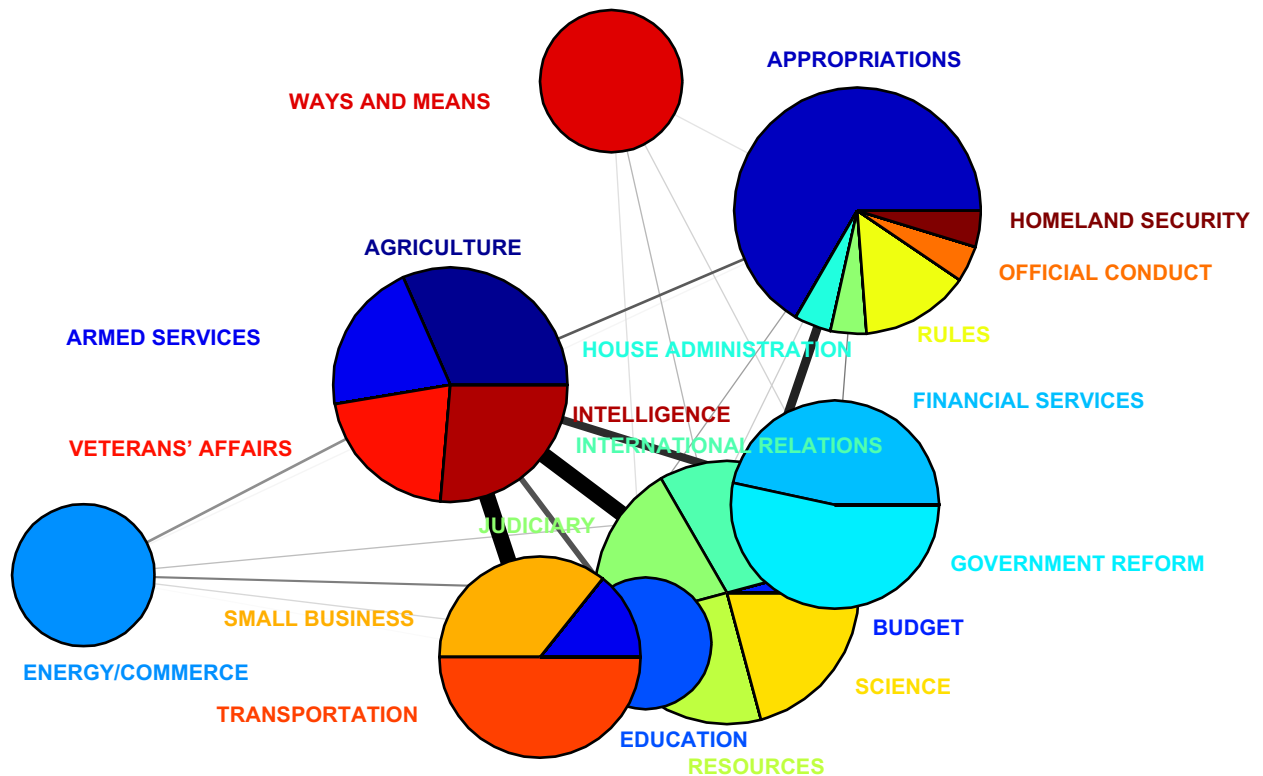 APPROPRIATIONS
WAYS AND MEANS
HOMELAND SECURITY
AGRICULTURE
OFFICIAL CONDUCT
ARMED SERVICES
RULES
HOUSE ADMINISTRATION
FINANCIAL SERVICES
INTELLIGENCE
VETERANS’ AFFAIRS
INTERNATIONAL RELATIONS
JUDICIARY
GOVERNMENT REFORM
SMALL BUSINESS
BUDGET
ENERGY/COMMERCE
SCIENCE
TRANSPORTATION
EDUCATION
RESOURCES